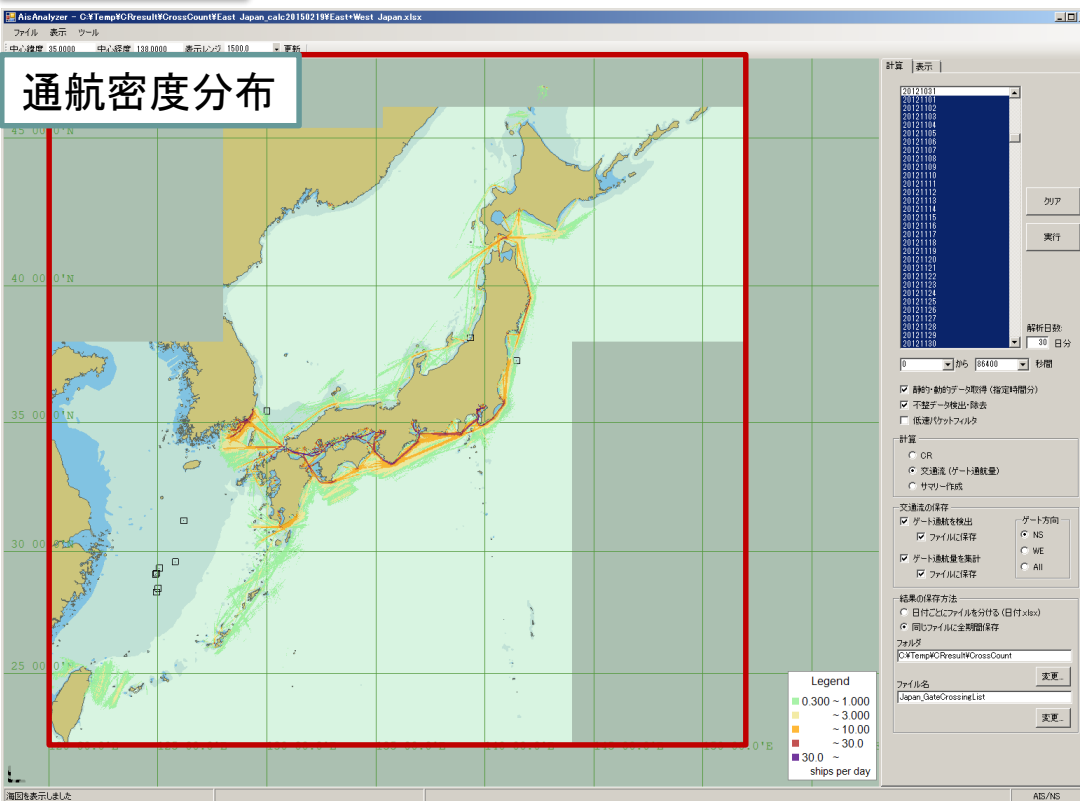 AisAnalyzer - C:¥Temp¥CRresult¥CrossCount¥East Japan_calc20150219¥East+West Japan.xlsx
ファイル 表示 ツール
中心緯度 35.0000 中心経度 138.0000 表示レンジ 1500.0 更新
通航密度分布
計算 表示
20121031
20121101
20121102
20121103
20121104
20121105
20121106
20121107
20121108
20121109
20121110
20121111
20121112
20121113
20121114
20121115
20121116
20121117
20121118
20121119
20121120
20121121
20121122
20121123
20121124
20121125
20121126
20121127
20121128
20121129
20121130
クリア
実行
解析日数:
30 日分
0 から 86400 秒間
静的・動的データ取得 (指定時間分)
不整データ検出・除去
低速パケットフィルタ
計算
CR
交通流 (ゲート通航量)
サマリー作成
交通流の保存
ゲート通航を検出
ファイルに保存
ゲート通航量を集計
ファイルに保存
ゲート方向
NS
WE
All
結果の保存方法
日付ごとにファイルを分ける (日付.xlsx)
同じファイルに全期間保存
フォルダ
C:¥Temp¥CRresult¥CrossCount
変更...
ファイル名
Japan_GateCrossingList
変更...
45 00.0'N
40 00.0'N
35 00.0'N
30 00.0'N
25 00.0'N
Legend
0.300 ~ 1.000
~ 3.000
~ 10.00
~ 30.0
30.0 ~
ships per day
海図を表示しました
AIS/NS